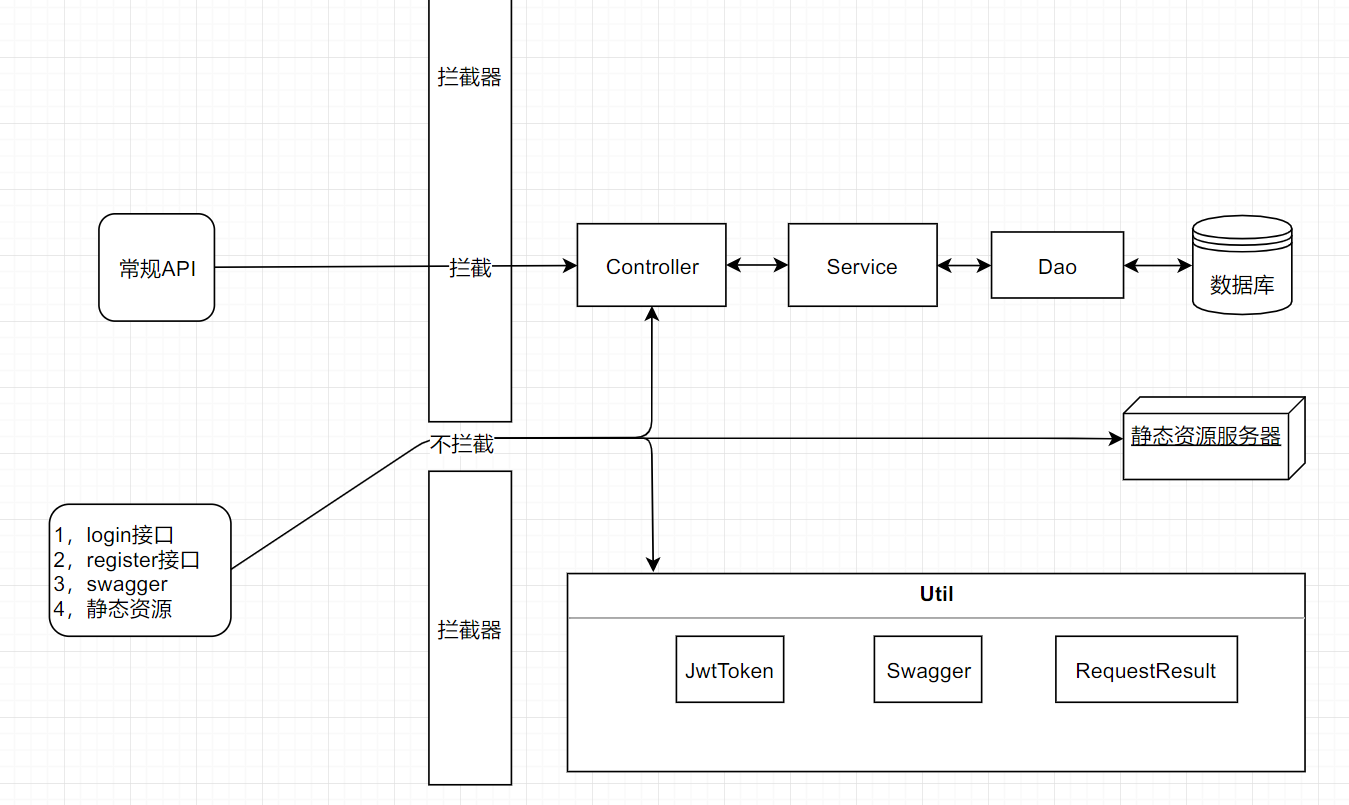 拦截器
常规API
拦截
Controller
Service
Dao
数据库
不拦截
静态资源服务器
1，login接口
2，register接口
3，swagger
4，静态资源
拦截器
Util
JwtToken
Swagger
RequestResult